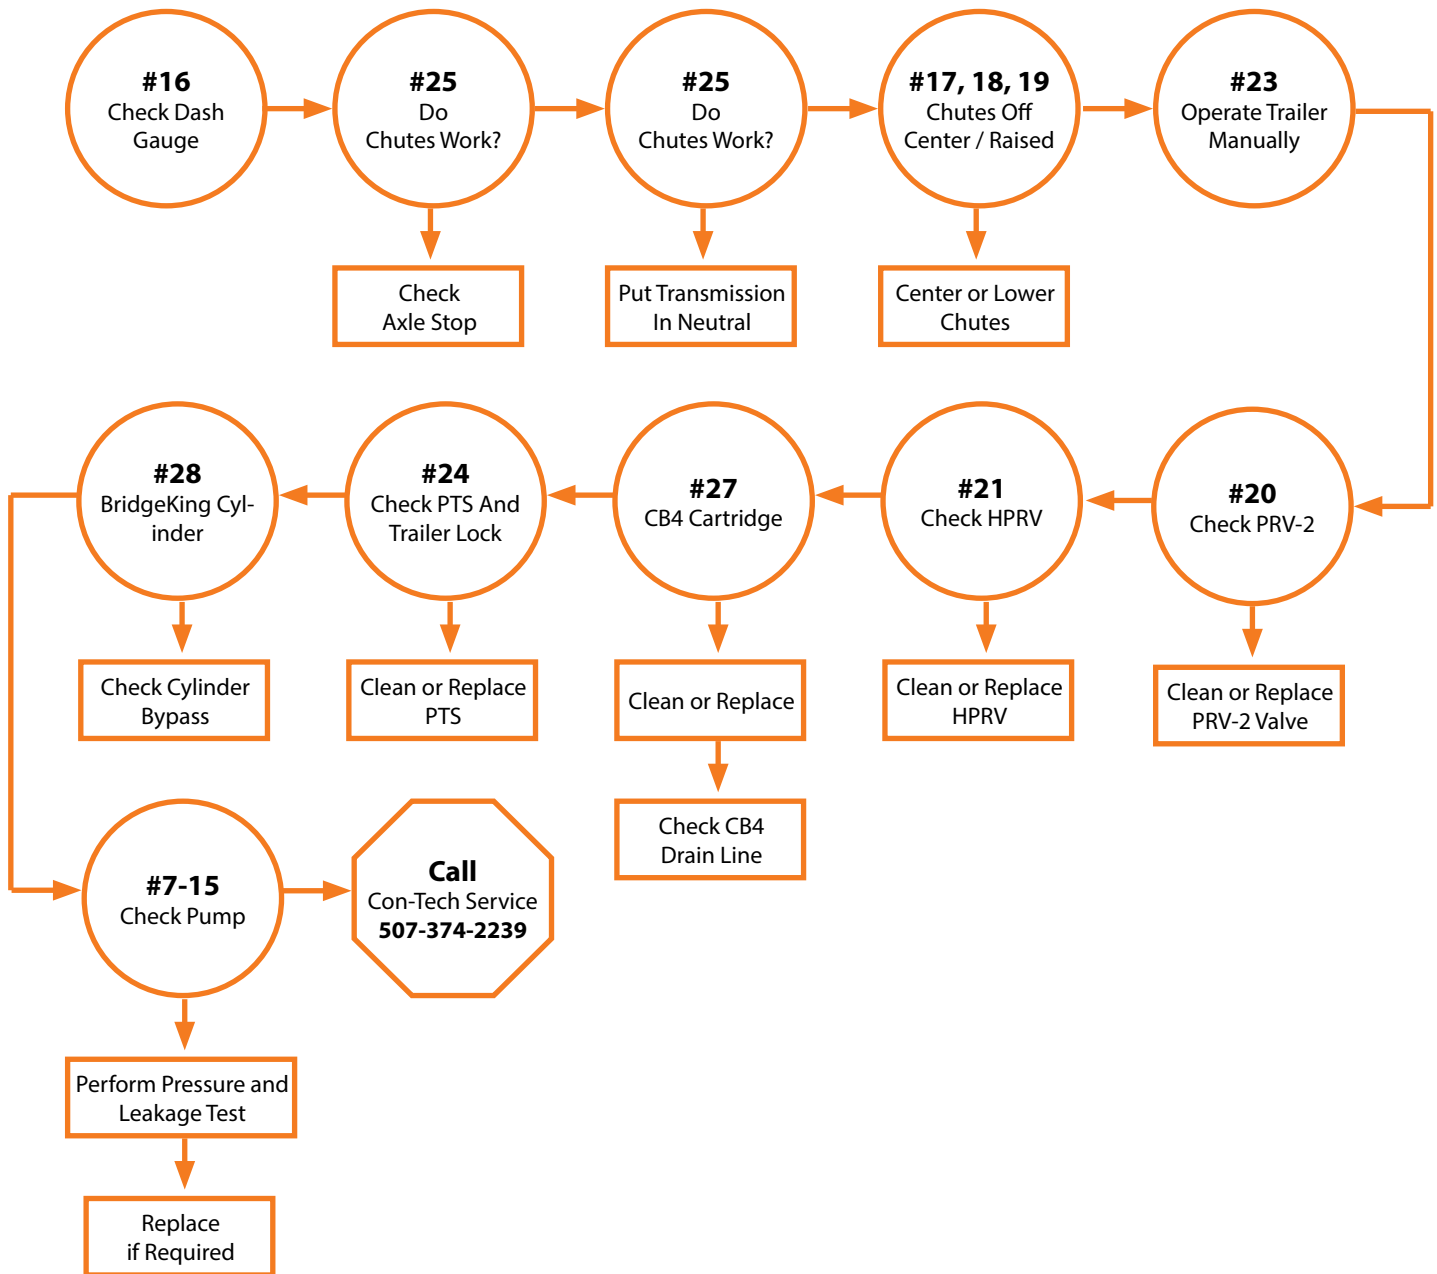 #16
Check Dash
Gauge
#25
Do
Chutes Work?
#25
Do
Chutes Work?
#17, 18, 19
Chutes Off
Center / Raised
#23
Operate Trailer
Manually
Check
Axle Stop
Put Transmission
In Neutral
Center or Lower
Chutes
#28
BridgeKing Cyl-
inder
#24
Check PTS And
Trailer Lock
#27
CB4 Cartridge
#21
Check HPRV
#20
Check PRV-2
Check Cylinder
Bypass
Clean or Replace
PTS
Clean or Replace
Clean or Replace
HPRV
Clean or Replace
PRV-2 Valve
Check CB4
Drain Line
#7-15
Check Pump
Call
Con-Tech Service
507-374-2239
Perform Pressure and
Leakage Test
Replace
if Required